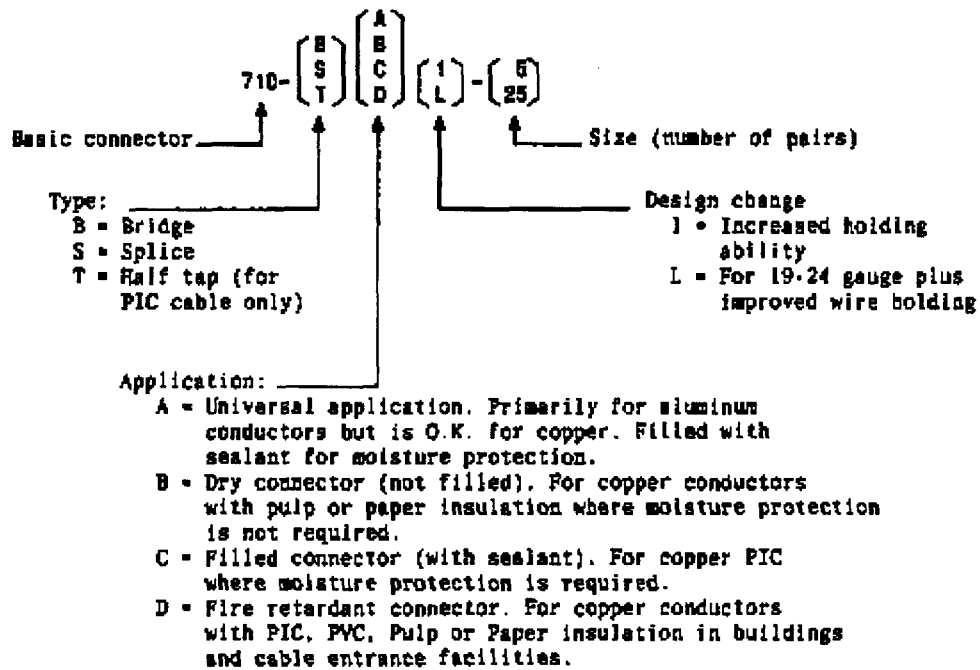 710-(B S T)(A B C D)(1 L)-(5 25)
Basic connector
Size (number of pairs)
Type:
B = Bridge
S = Splice
T = Half tap (for
PIC cable only)
Design change
1 = Increased holding
ability
L = For 19-24 gauge plus
improved wire holding
Application:
A = Universal application. Primarily for aluminum
conductors but is O.K. for copper. Filled with
sealant for moisture protection.
B = Dry connector (not filled). For copper conductors
with pulp or paper insulation where moisture protection
is not required.
C = Filled connector (with sealant). For copper PIC
where moisture protection is required.
D = Fire retardant connector. For copper conductors
with PIC, PVC, Pulp or Paper insulation in buildings
and cable entrance facilities.